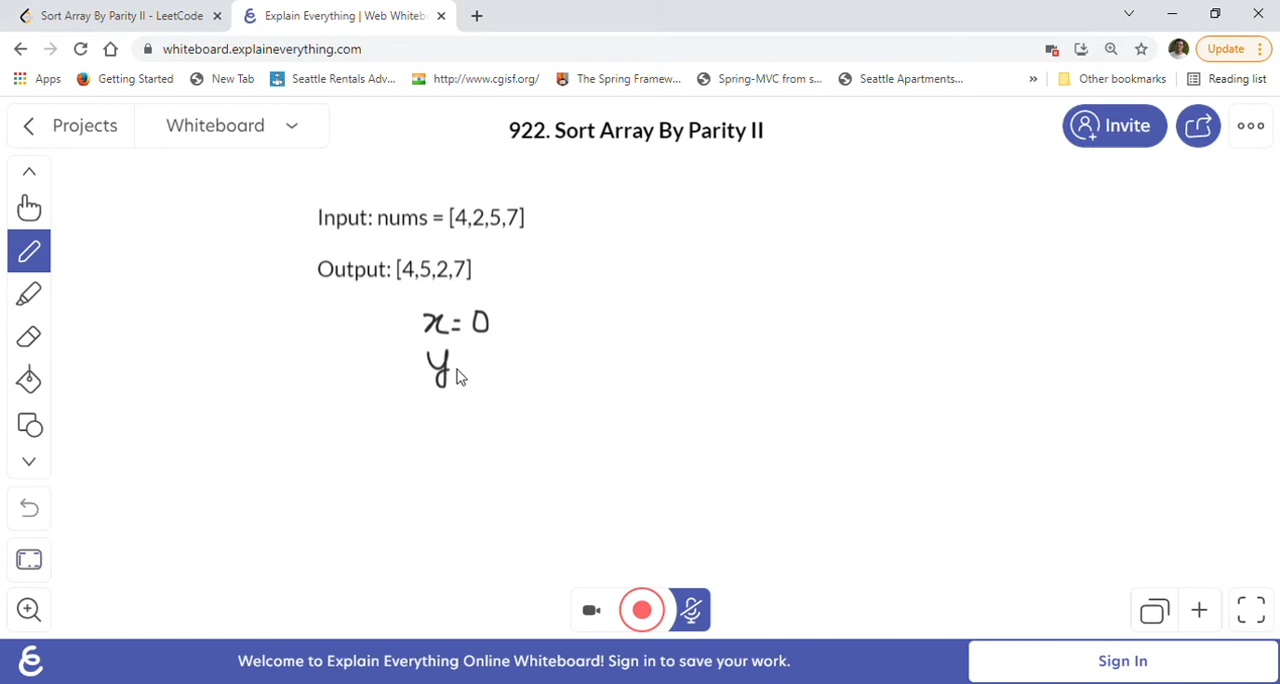 Sort Array By Parity II - LeetCode
Explain Everything | Web Whiteb
whiteboard.explaineverything.com
Update
Apps Getting Started New Tab Seattle Rentals Adv... http://www.cgisf.org/ The Spring Framew... Spring-MVC from s... Seattle Apartments... » Other bookmarks Reading list
Projects Whiteboard
922. Sort Array By Parity II
Invite
Input: nums = [4,2,5,7]
Output: [4,5,2,7]
x = 0
y
Welcome to Explain Everything Online Whiteboard! Sign in to save your work.
Sign In